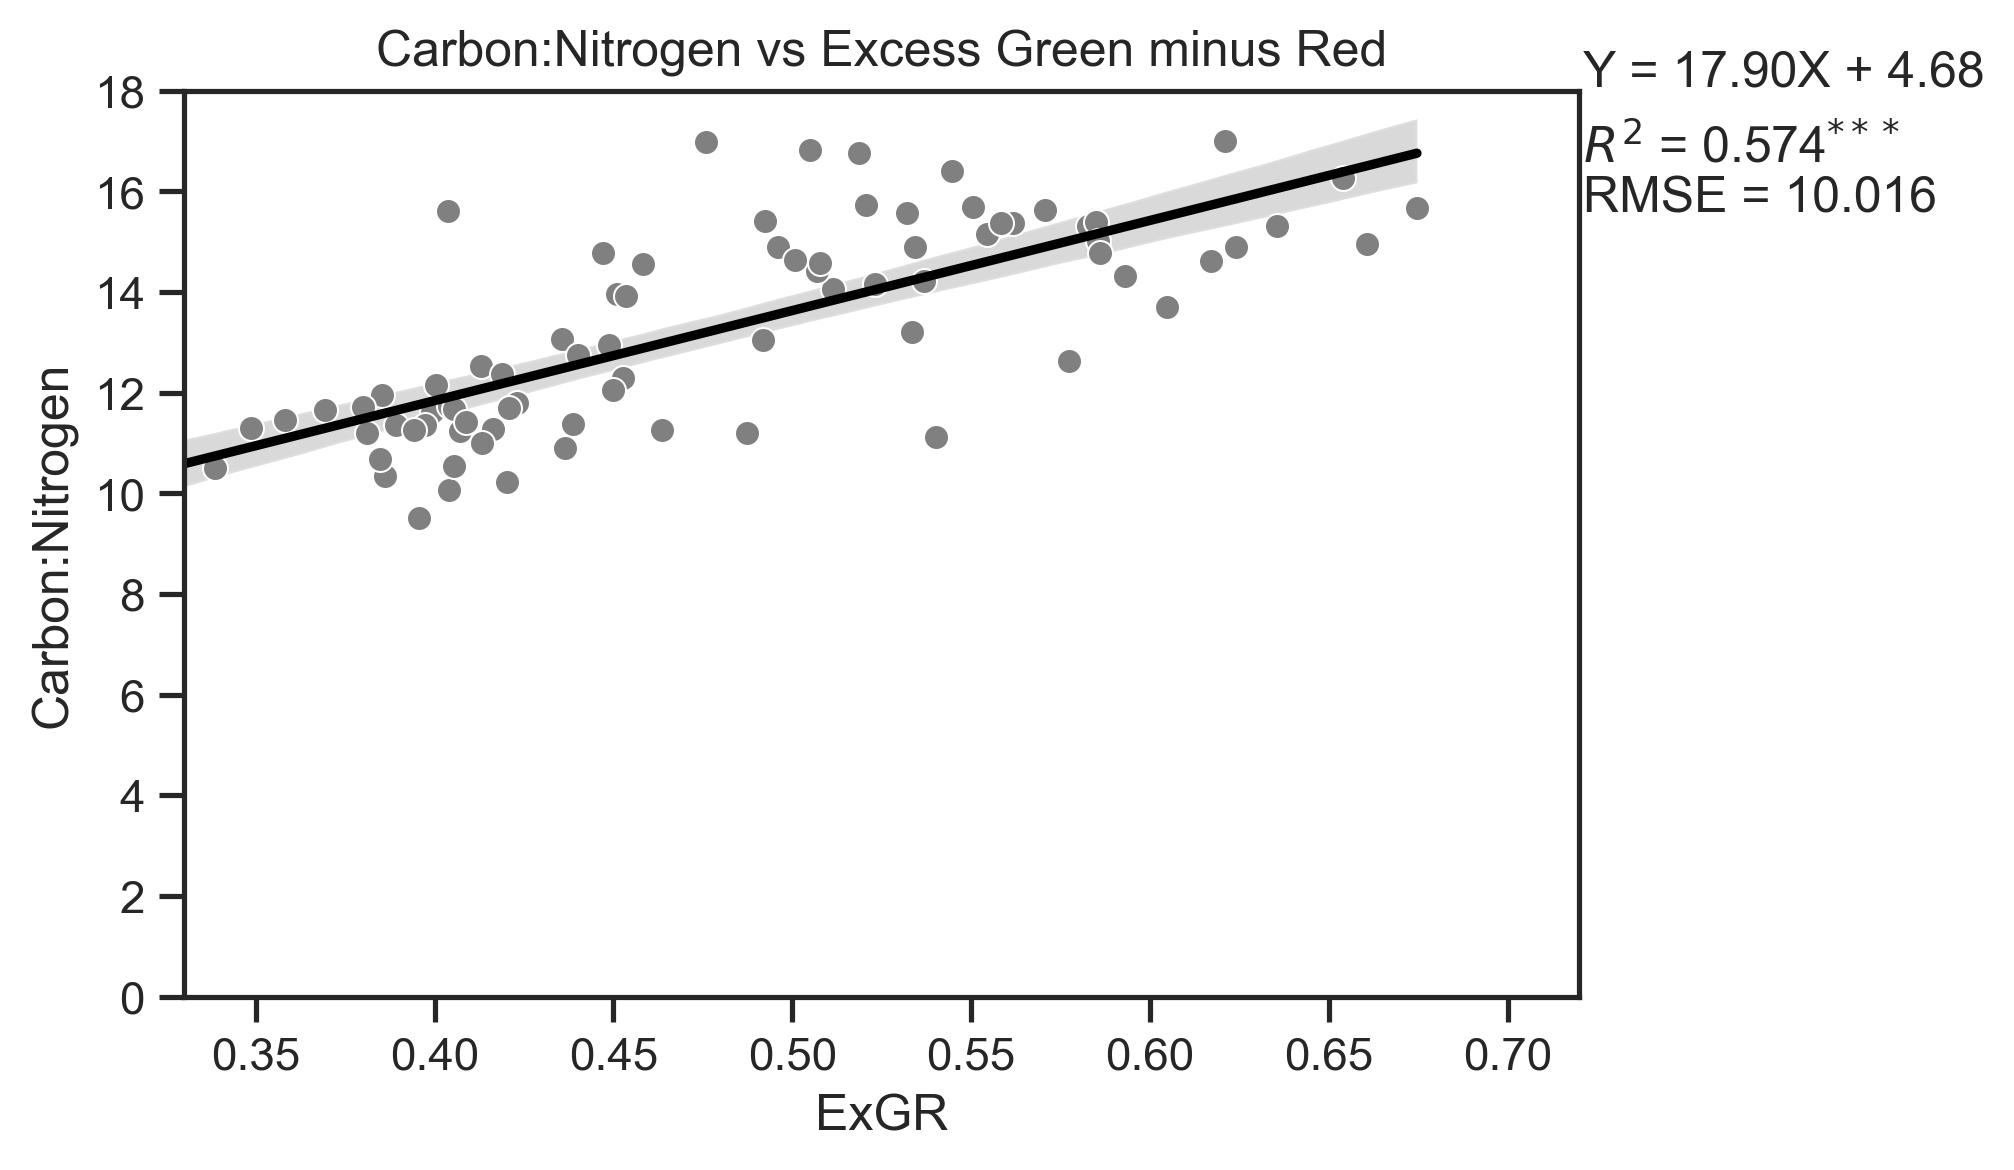 Carbon:Nitrogen vs Excess Green minus Red
Y = 17.90X + 4.68
R² = 0.574***
RMSE = 10.016
Carbon:Nitrogen
18
16
14
12
10
8
6
4
2
0
0.35 0.40 0.45 0.50 0.55 0.60 0.65 0.70
ExGR